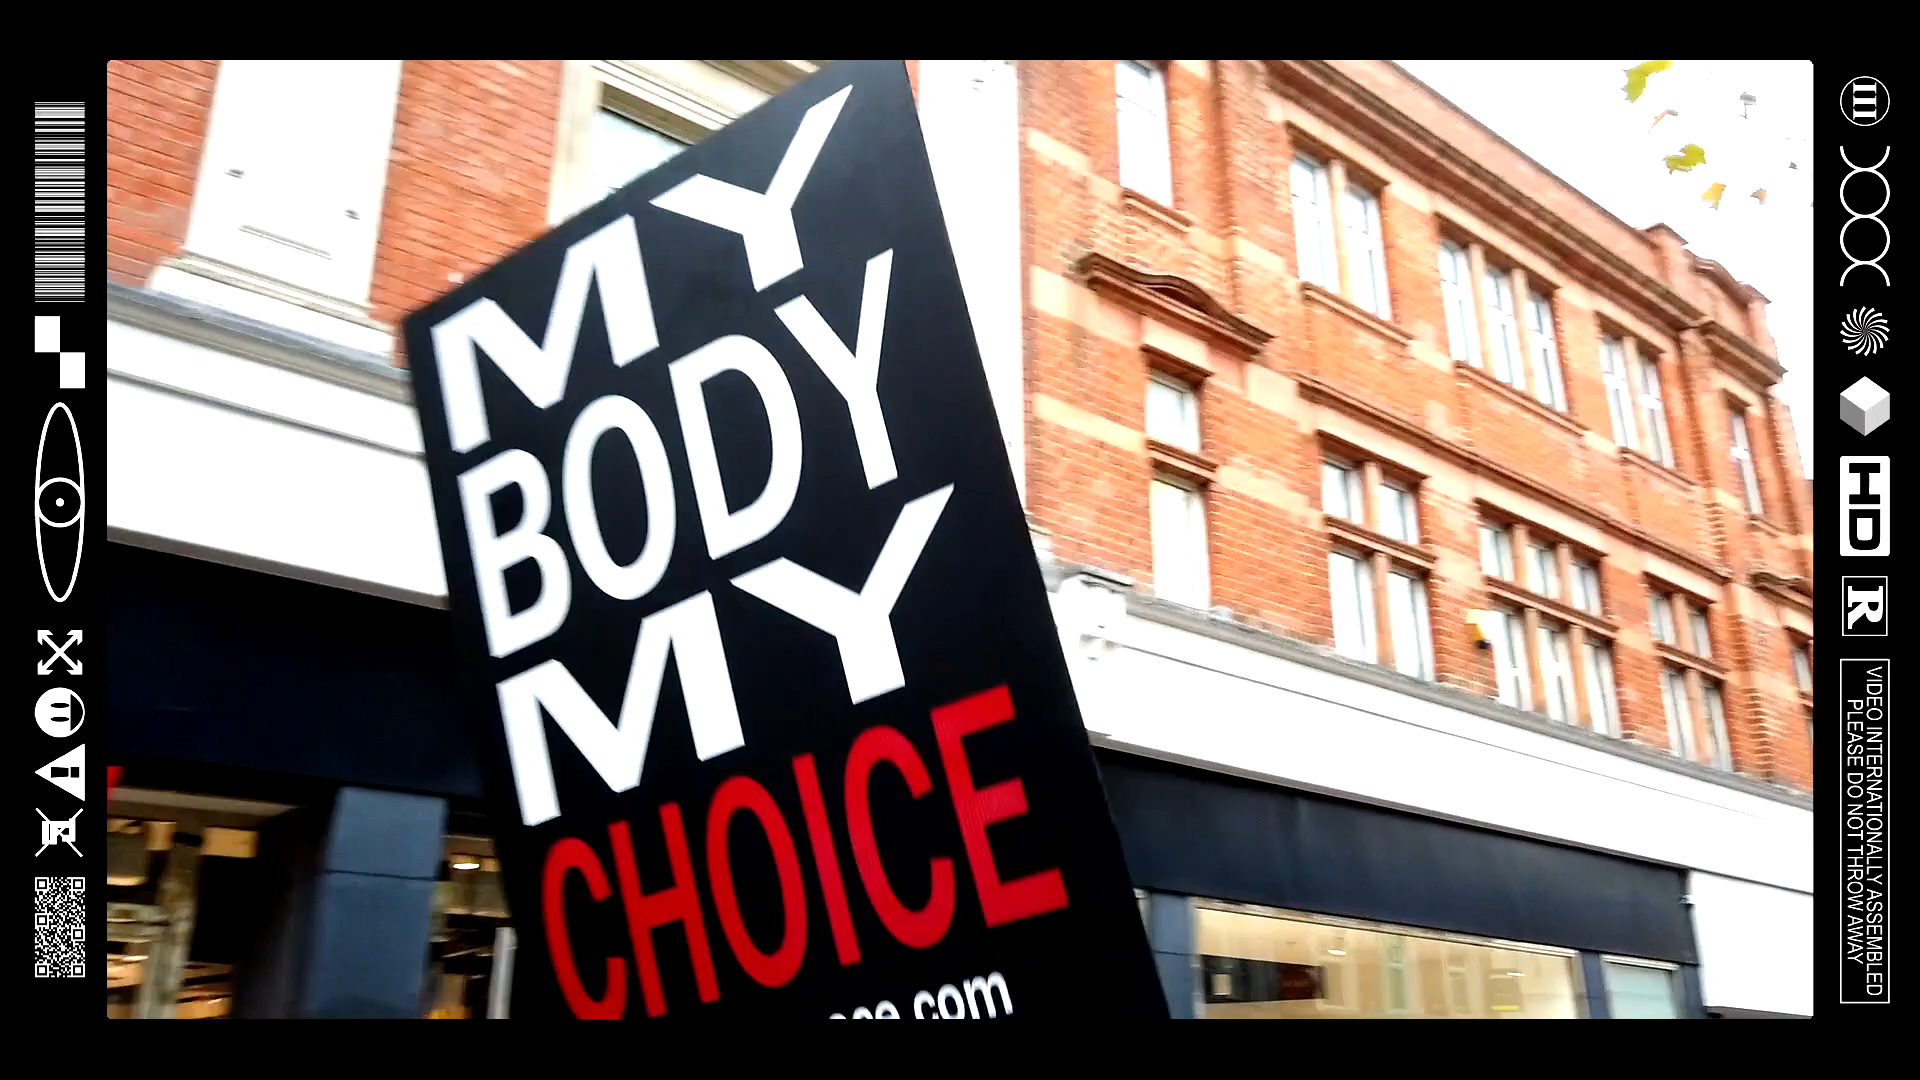 MY
BODY
MY
CHOICE
.com
HD
R
VIDEO INTERNATIONALLY ASSEMBLED
PLEASE DO NOT THROW AWAY